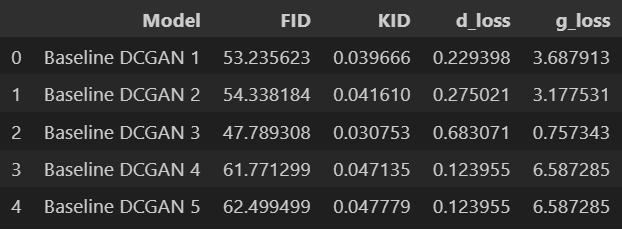 Model FID KID d_loss g_loss
0 Baseline DCGAN 1 53.235623 0.039666 0.229398 3.687913
1 Baseline DCGAN 2 54.338184 0.041610 0.275021 3.177531
2 Baseline DCGAN 3 47.789308 0.030753 0.683071 0.757343
3 Baseline DCGAN 4 61.771299 0.047135 0.123955 6.587285
4 Baseline DCGAN 5 62.499499 0.047779 0.123955 6.587285